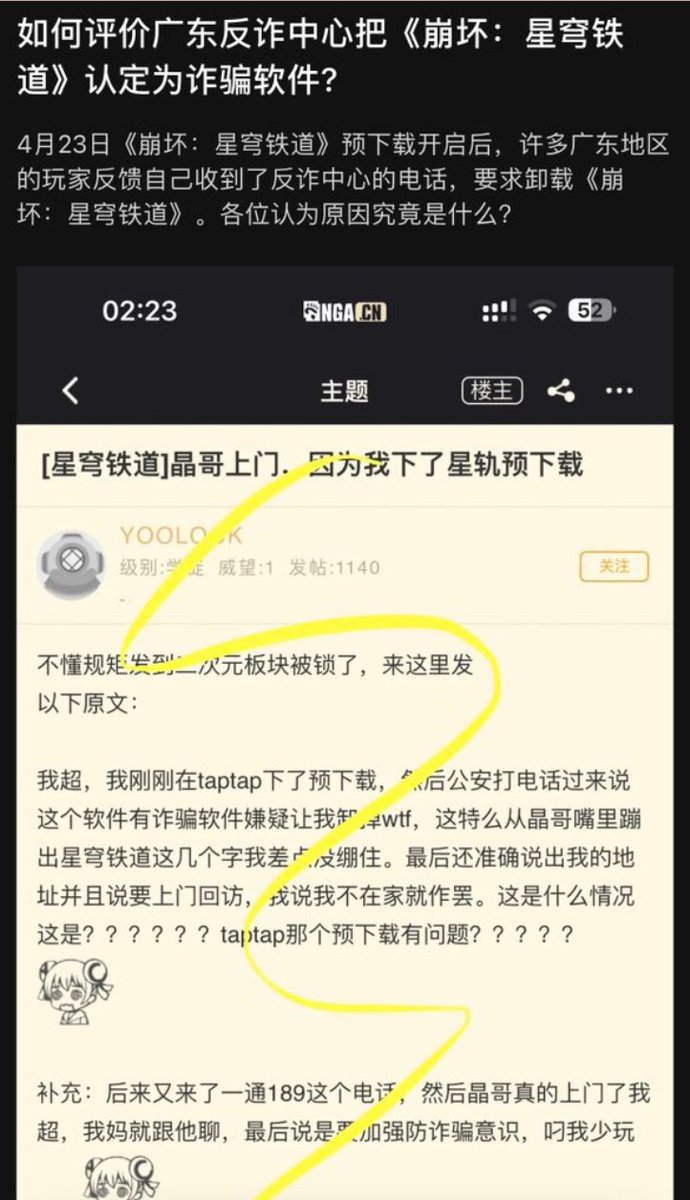 如何评价广东反诈中心把《崩坏：星穹铁
道》认定为诈骗软件?
4月23日《崩坏：星穹铁道》预下载开启后，许多广东地区
的玩家反馈自己收到了反诈中心的电话，要求卸载《崩
坏：星穹铁道》。各位认为原因究竟是什么?
02:23
NGA.CN
52
主题
楼主
[星穹铁道]晶哥上门．因为我下了星轨预下载
YOOLOOK
级别:学徒 威望:1 发帖:1140
关注
-
不懂规矩发到二次元板块被锁了，来这里发
以下原文：
我超，我刚刚在taptap下了预下载，然后公安打电话过来说
这个软件有诈骗软件嫌疑让我卸掉wtf，这特么从晶哥嘴里蹦
出星穹铁道这几个字我差点没绷住。最后还准确说出我的地
址并且说要上门回访，我说我不在家就作罢。这是什么情况
这是？？？？？？taptap那个预下载有问题？？？？？
补充：后来又来了一通189这个电话，然后晶哥真的上门了我
超，我妈就跟他聊，最后说是要加强防诈骗意识，叼我少玩